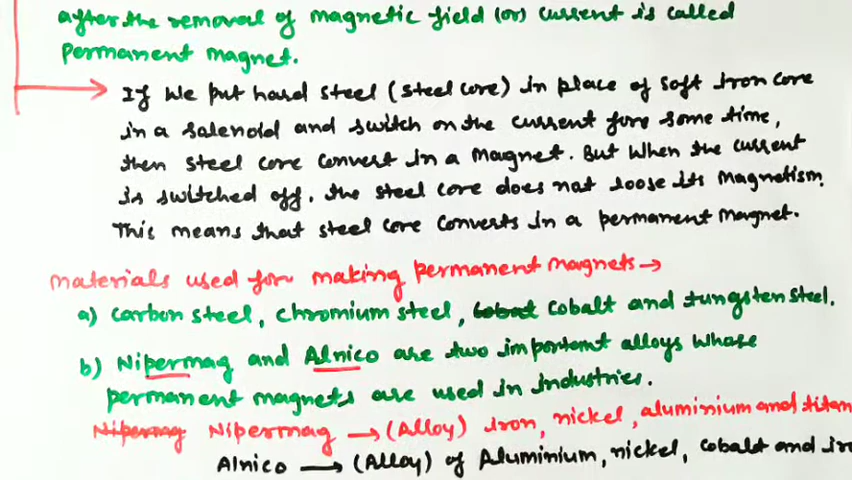 after the removal of magnetic field (or) current is called
permanent magnet.
If we put hard steel (steel core) in place of soft iron core
in a solenoid and switch on the current for some time,
then steel core convert in a magnet. But when the current
is switched off, the steel core does not loose its magnetism.
This means that steel core converts in a permanent magnet.
Materials used for making permanent magnets →
a) carbon steel, chromium steel, cobalt and tungsten steel.
b) Nipermag and Alnico are two important alloys whose
permanent magnets are used in industries.
Nipermag → (Alloy) iron, nickel, aluminium and titan
Alnico → (Alloy) of Aluminium, nickel, cobalt and iro